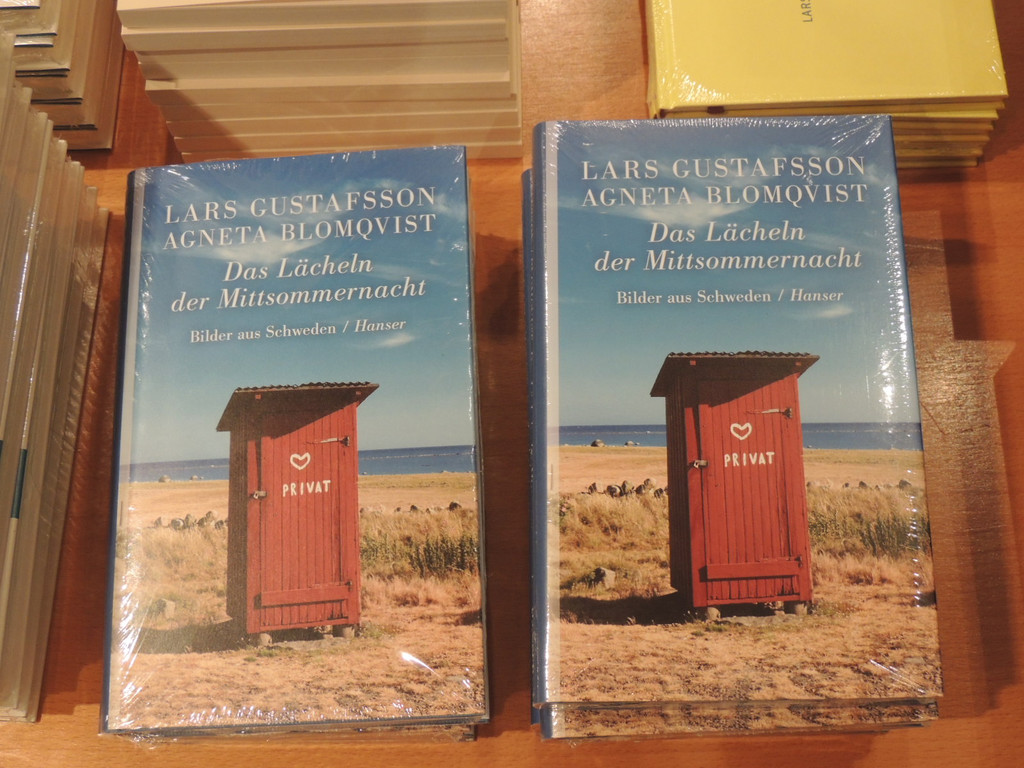 LARS
LARS GUSTAFSSON
AGNETA BLOMQVIST
Das Lächeln
der Mittsommernacht
Bilder aus Schweden / Hanser
PRIVAT
LARS GUSTAFSSON
AGNETA BLOMQVIST
Das Lächeln
der Mittsommernacht
Bilder aus Schweden / Hanser
PRIVAT